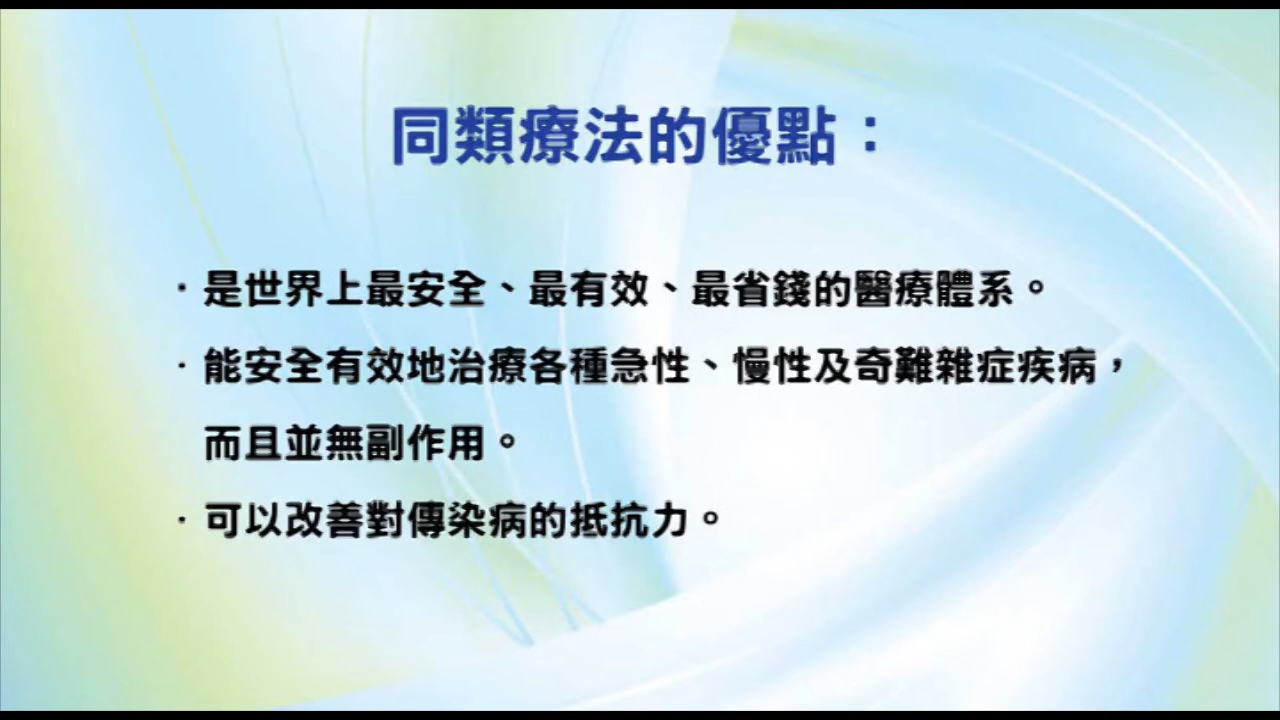 同類療法的優點：
·是世界上最安全、最有效、最省錢的醫療體系。
·能安全有效地治療各種急性、慢性及奇難雜症疾病，
而且並無副作用。
·可以改善對傳染病的抵抗力。